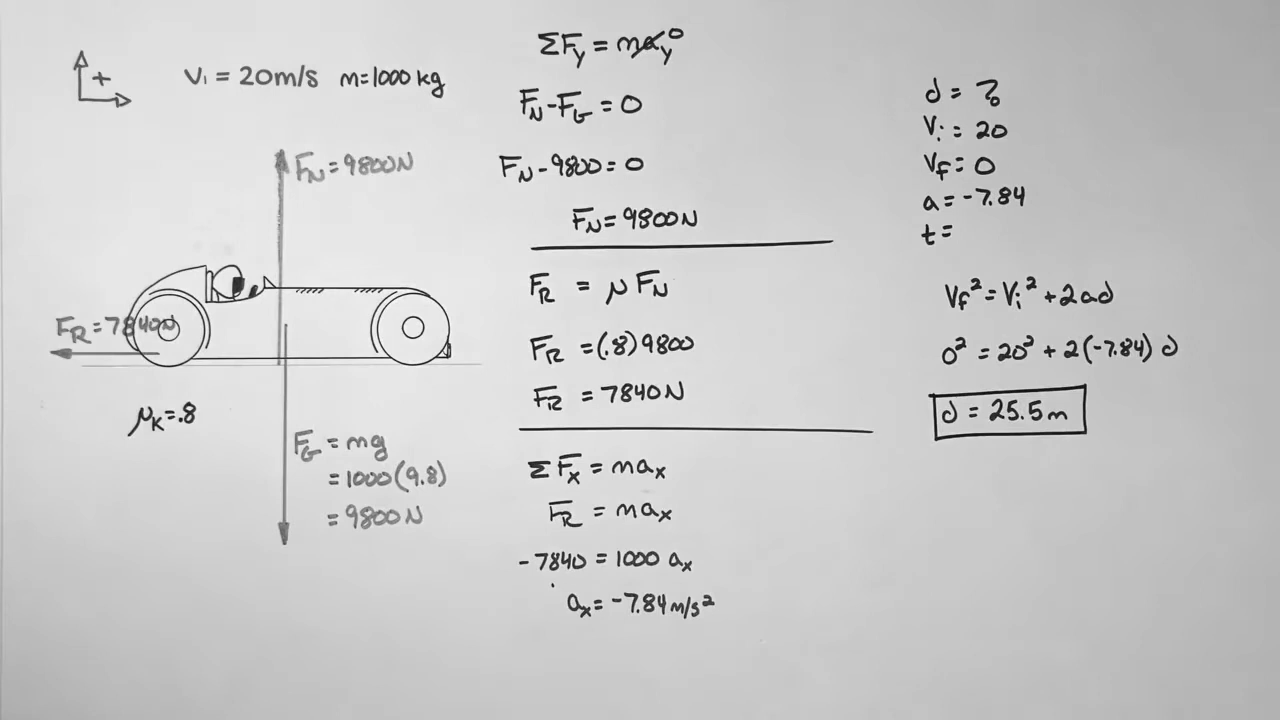 +
V₁ = 20m/s m=1000 kg
F_N = 9800N
F_R = 7840N
μ_K = .8
F_G = mg
= 1000(9.8)
= 9800 N
ΣF_y = ma_y⁰
F_N - F_G = 0
F_N - 9800 = 0
F_N = 9800N
F_R = μ F_N
F_R = (.8) 9800
F_R = 7840 N
Σ F_x = ma_x
F_R = ma_x
-7840 = 1000 a_x
a_x = -7.84 m/s²
d = ?
V_i = 20
V_f = 0
a = -7.84
t =
V_f² = V_i² + 2ad
0² = 20² + 2(-7.84) d
d = 25.5m